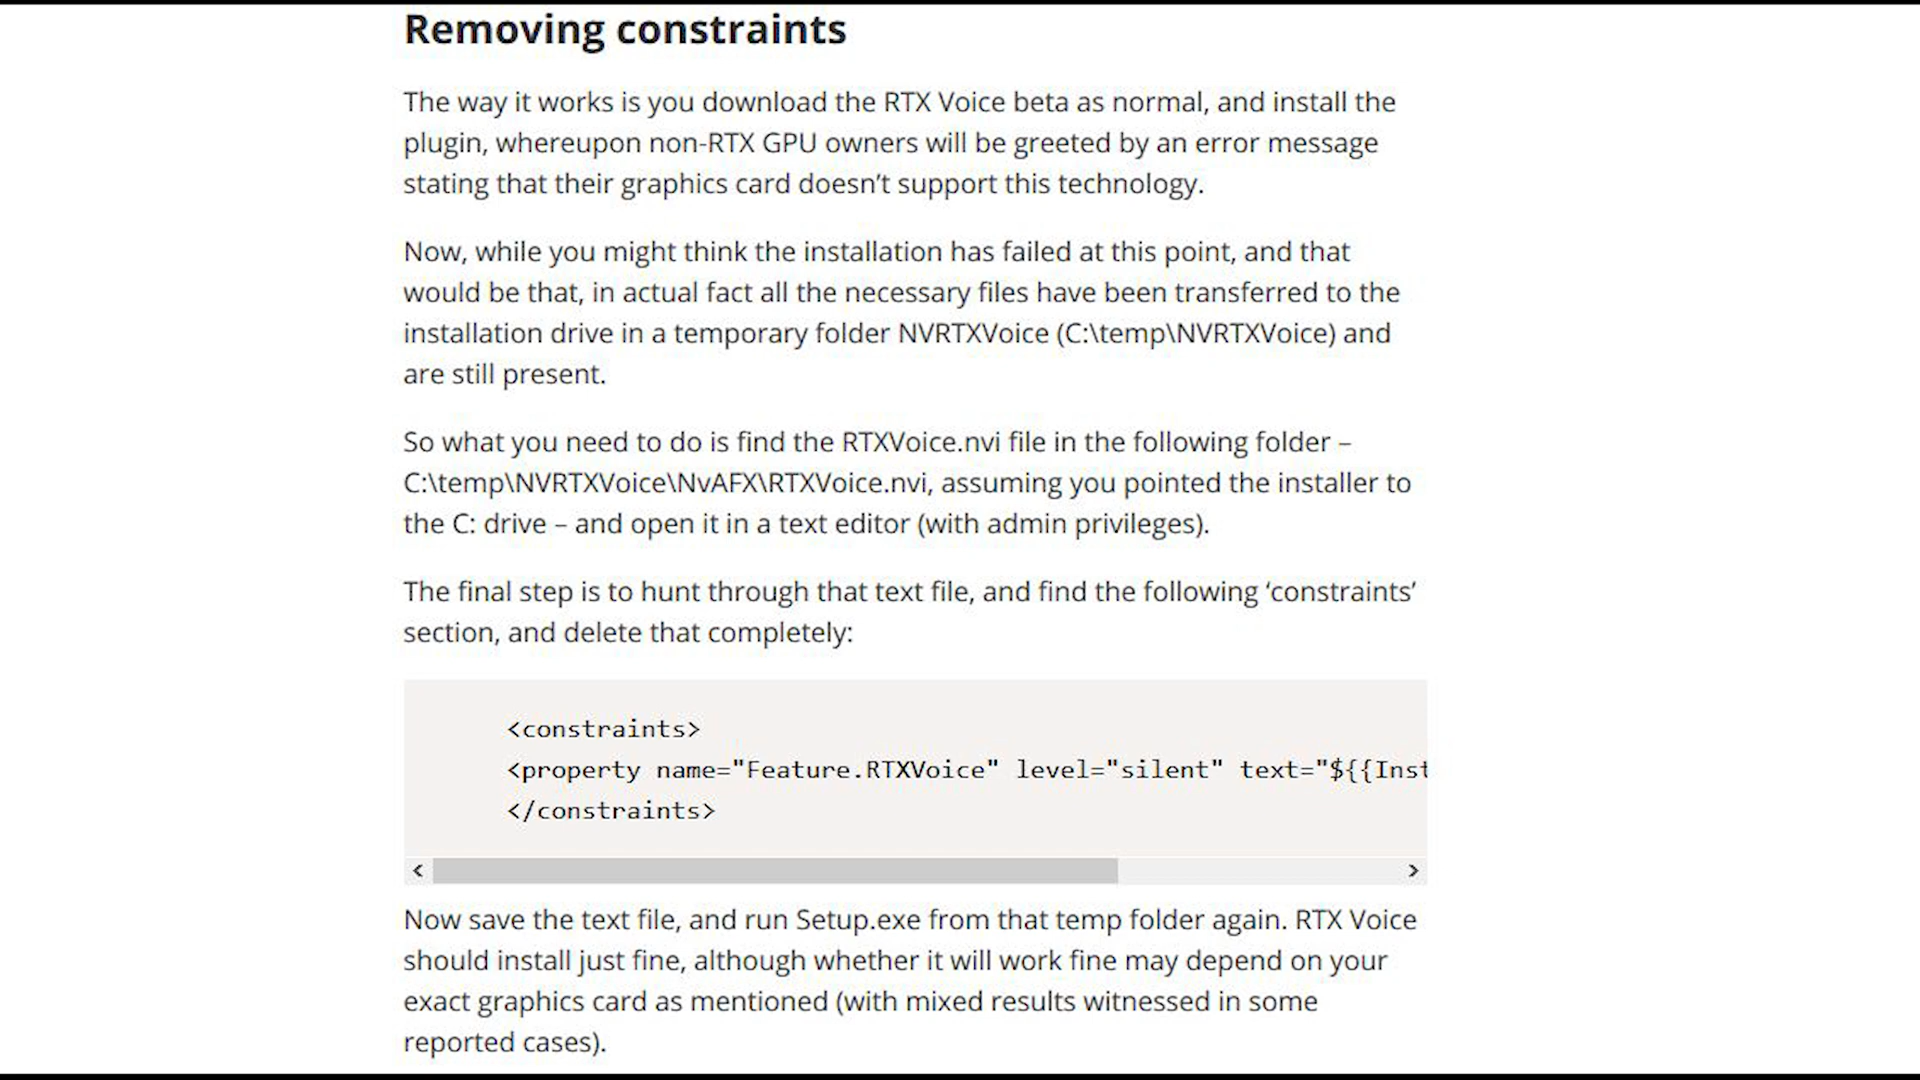 Removing constraints
The way it works is you download the RTX Voice beta as normal, and install the
plugin, whereupon non-RTX GPU owners will be greeted by an error message
stating that their graphics card doesn’t support this technology.
Now, while you might think the installation has failed at this point, and that
would be that, in actual fact all the necessary files have been transferred to the
installation drive in a temporary folder NVRTXVoice (C:\temp\NVRTXVoice) and
are still present.
So what you need to do is find the RTXVoice.nvi file in the following folder –
C:\temp\NVRTXVoice\NvAFX\RTXVoice.nvi, assuming you pointed the installer to
the C: drive – and open it in a text editor (with admin privileges).
The final step is to hunt through that text file, and find the following ‘constraints’
section, and delete that completely:
<constraints>
<property name="Feature.RTXVoice" level="silent" text="${{Inst
</constraints>
Now save the text file, and run Setup.exe from that temp folder again. RTX Voice
should install just fine, although whether it will work fine may depend on your
exact graphics card as mentioned (with mixed results witnessed in some
reported cases).